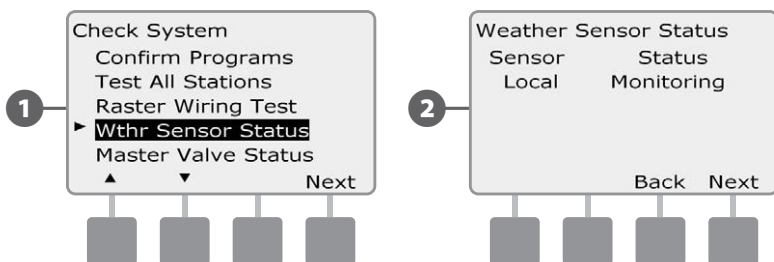 1
Check System
Confirm Programs
Test All Stations
Raster Wiring Test
► Wthr Sensor Status
Master Valve Status
▲ ▼ Next
2
Weather Sensor Status
Sensor Status
Local Monitoring
Back Next